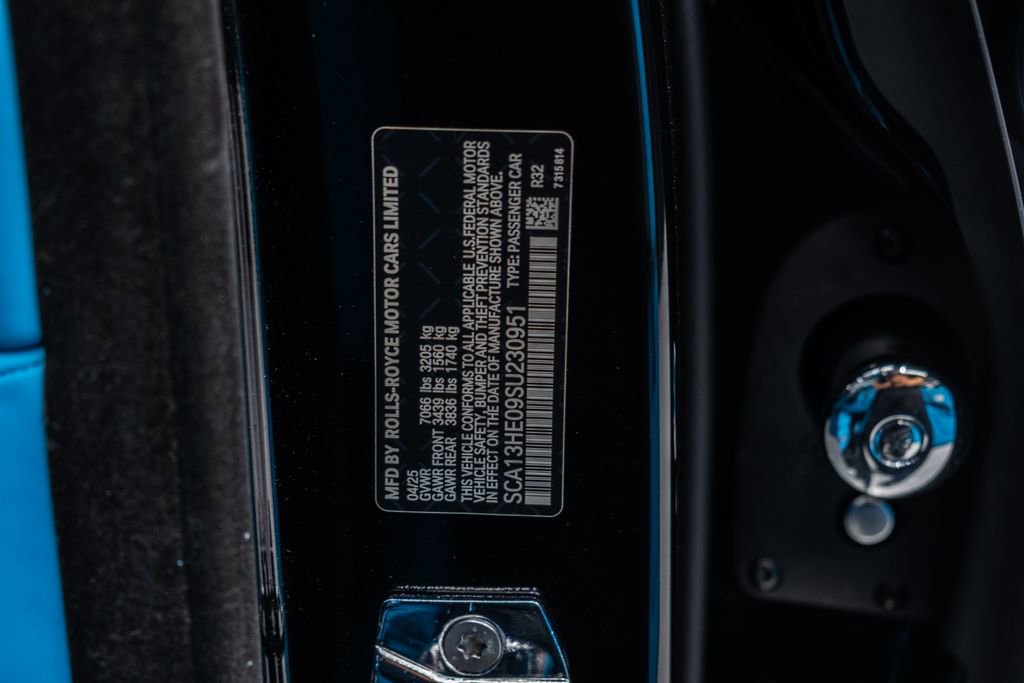 MFD BY ROLLS-ROYCE MOTOR CARS LIMITED
04/25
GVWR 7066 lbs 3205 kg
GAWR FRONT 3439 lbs 1560 kg
GAWR REAR 3836 lbs 1740 kg
THIS VEHICLE CONFORMS TO ALL APPLICABLE U.S.FEDERAL MOTOR
VEHICLE SAFETY, BUMPER AND THEFT PREVENTION STANDARDS
IN EFFECT ON THE DATE OF MANUFACTURE SHOWN ABOVE.
SCA13HE09SU230951 TYPE: PASSENGER CAR
R32
7315814